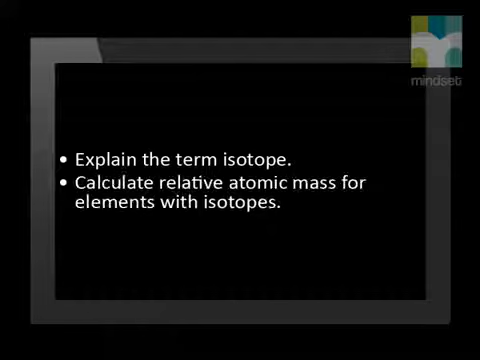 mindset
• Explain the term isotope.
• Calculate relative atomic mass for
elements with isotopes.